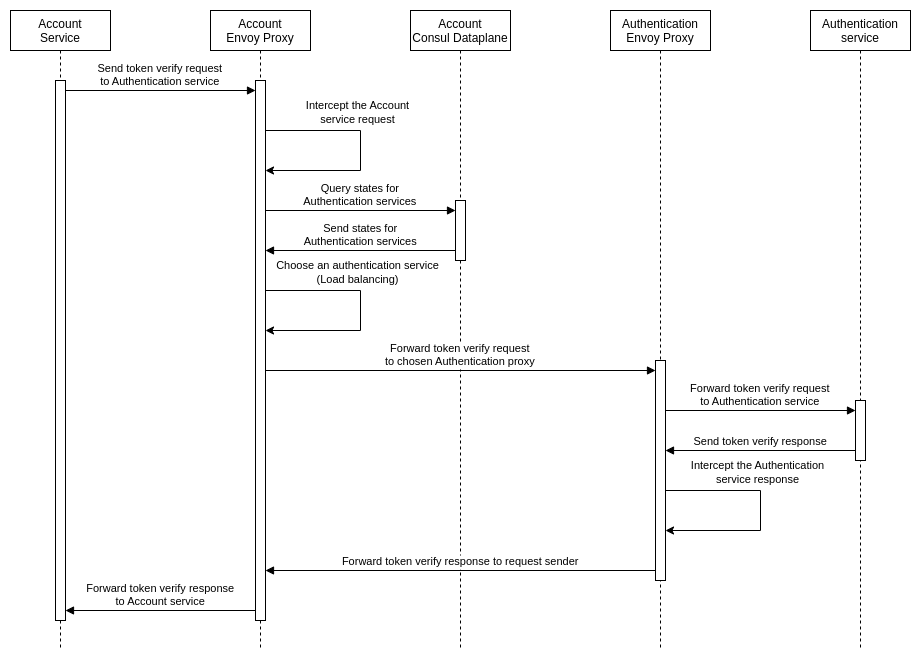 Account
Service
Account
Envoy Proxy
Account
Consul Dataplane
Authentication
Envoy Proxy
Authentication
service
Send token verify request
to Authentication service
Intercept the Account
service request
Query states for
Authentication services
Send states for
Authentication services
Choose an authentication service
(Load balancing)
Forward token verify request
to chosen Authentication proxy
Forward token verify request
to Authentication service
Send token verify response
Intercept the Authentication
service response
Forward token verify response to request sender
Forward token verify response
to Account service